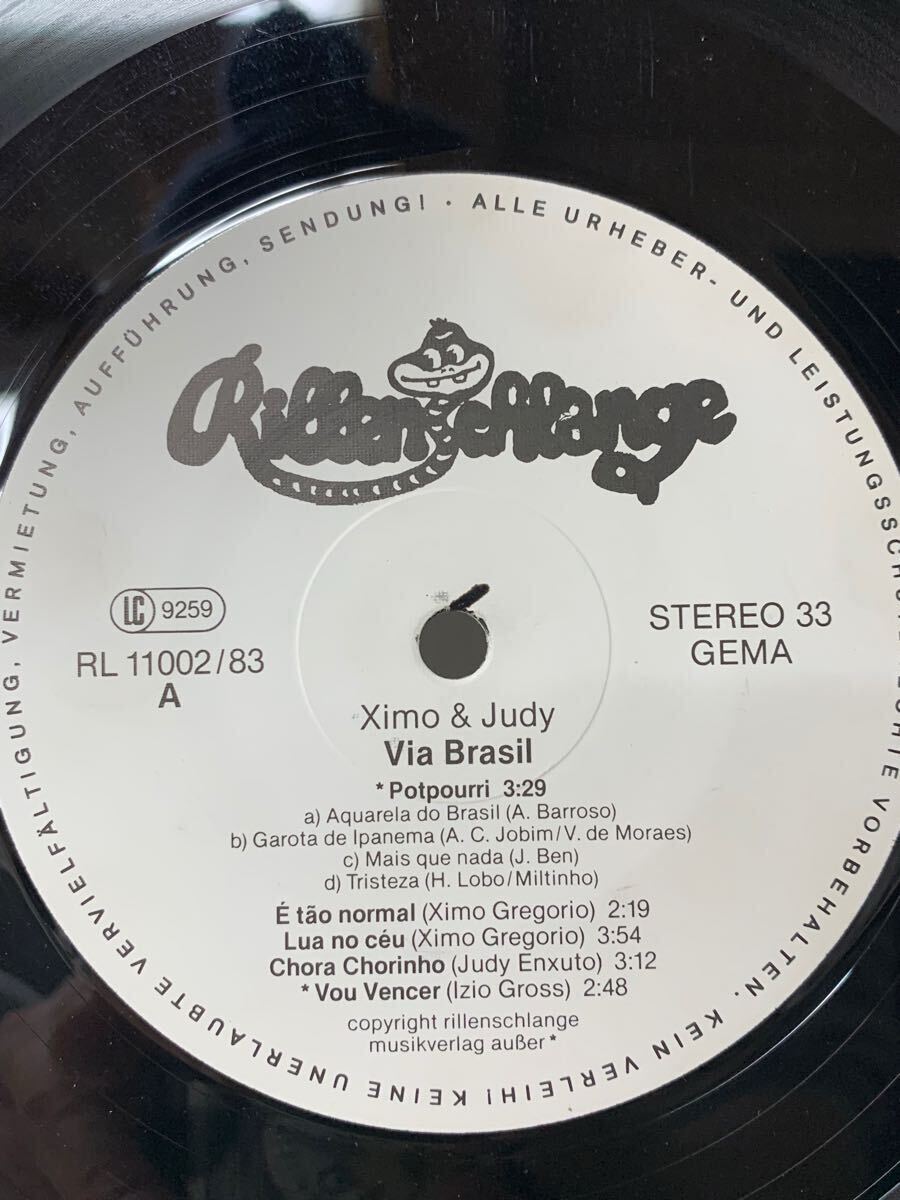 ALLE URHEBER- UND LEISTUNGSSCHUTZRECHTE VORBEHALTEN. KEIN VERLEIH! KEINE UNERLAUBTE VERVIELFÄLTIGUNG, VERMIETUNG, AUFFÜHRUNG, SENDUNG! ·
Rillenschlange
LC 9259
RL 11002/83
A
STEREO 33
GEMA
Ximo & Judy
Via Brasil
* Potpourri 3:29
a) Aquarela do Brasil (A. Barroso)
b) Garota de Ipanema (A. C. Jobim/V. de Moraes)
c) Mais que nada (J. Ben)
d) Tristeza (H. Lobo/Miltinho)
É tão normal (Ximo Gregorio) 2:19
Lua no céu (Ximo Gregorio) 3:54
Chora Chorinho (Judy Enxuto) 3:12
* Vou Vencer (Izio Gross) 2:48
copyright rillenschlange
musikverlag außer *